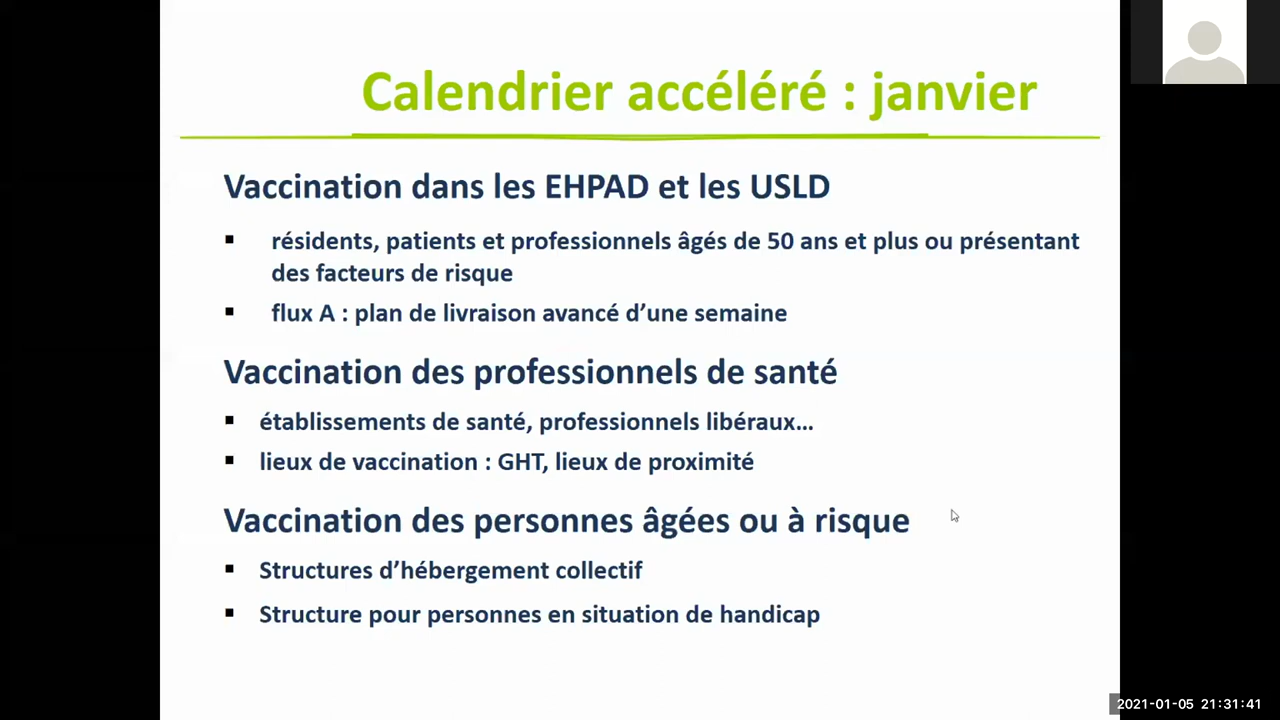 Calendrier accéléré : janvier
Vaccination dans les EHPAD et les USLD
résidents, patients et professionnels âgés de 50 ans et plus ou présentant
des facteurs de risque
flux A : plan de livraison avancé d’une semaine
Vaccination des professionnels de santé
établissements de santé, professionnels libéraux…
lieux de vaccination : GHT, lieux de proximité
Vaccination des personnes âgées ou à risque
Structures d’hébergement collectif
Structure pour personnes en situation de handicap
2021-01-05 21:31:41